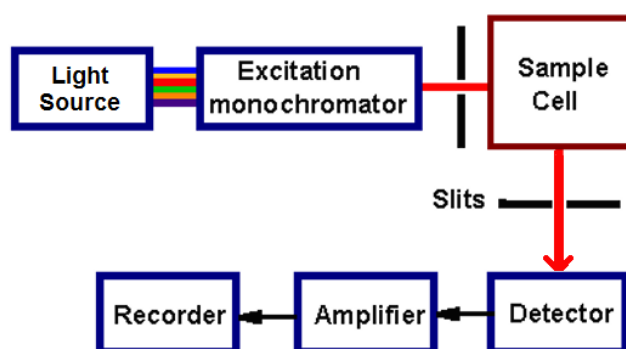 Light
Source
Excitation
monochromator
Sample
Cell
Slits
Recorder
Amplifier
Detector